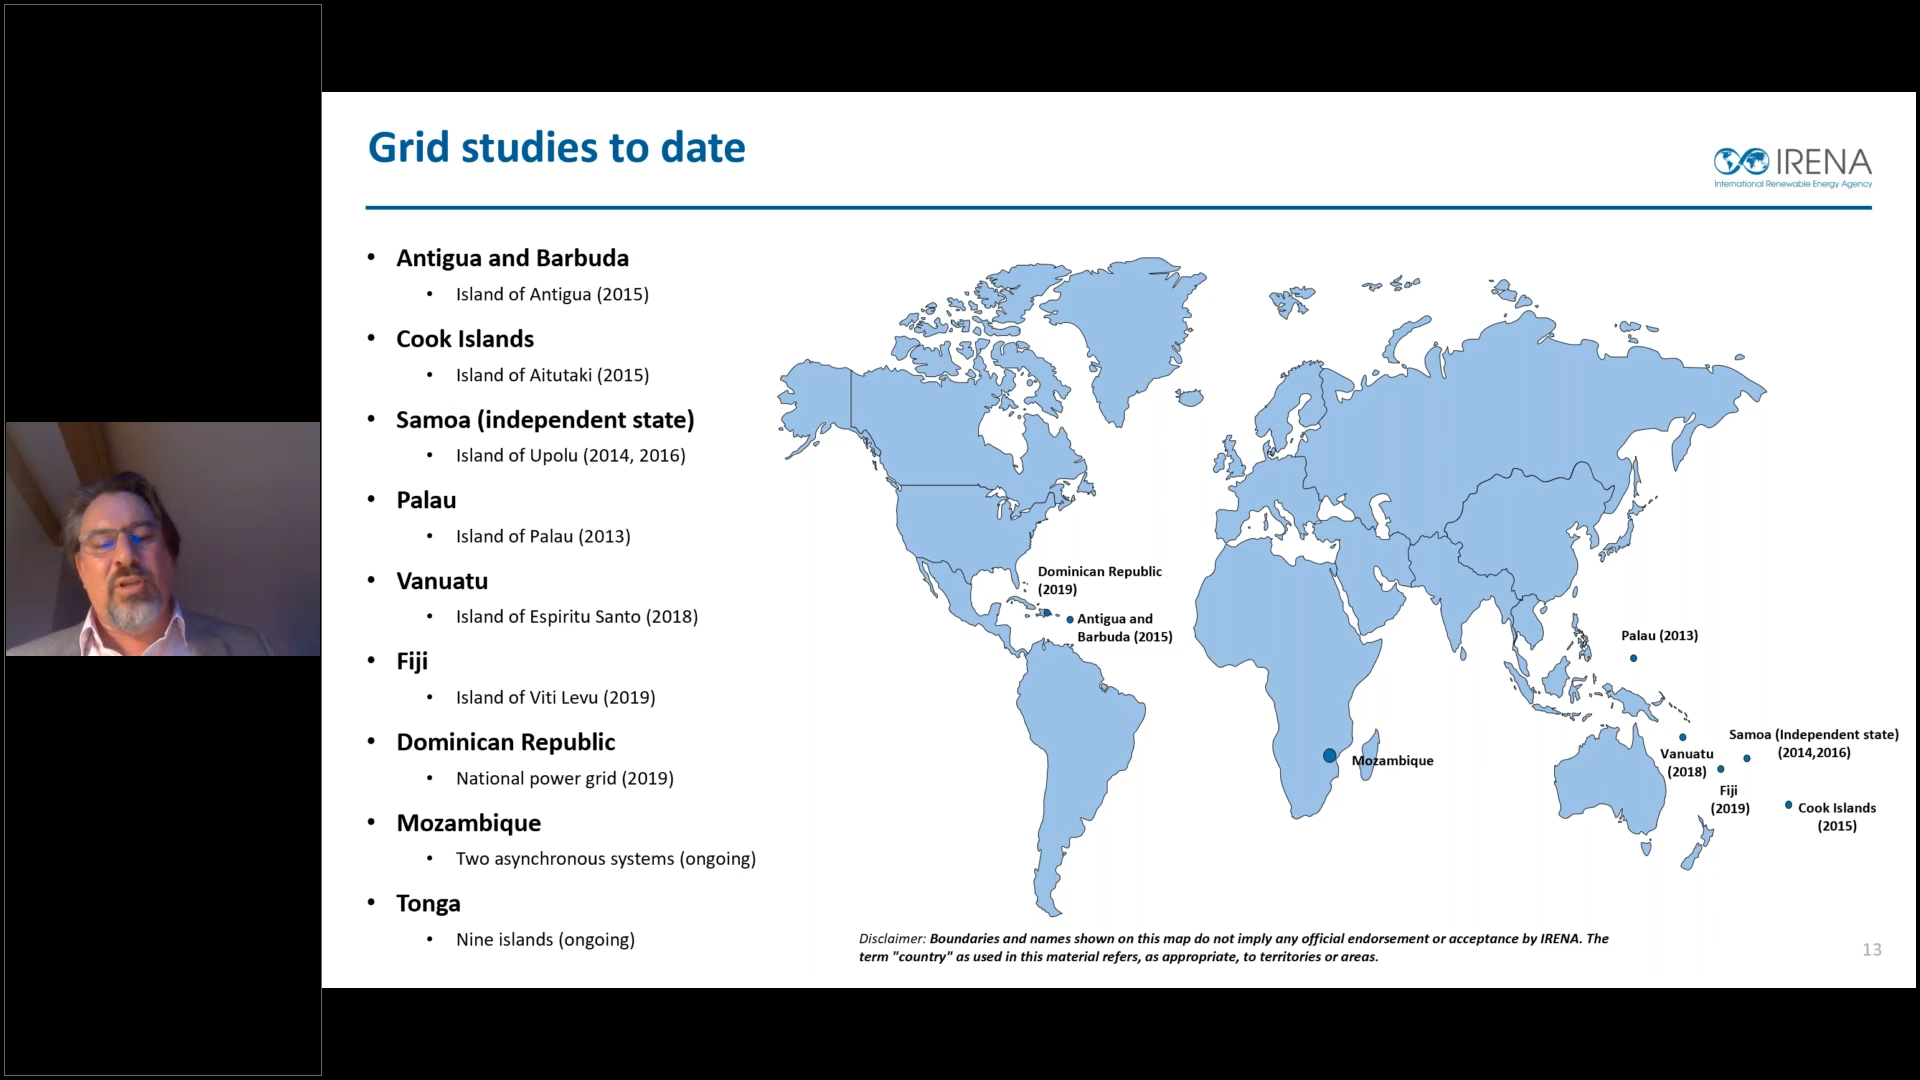 Grid studies to date
IRENA
International Renewable Energy Agency
• Antigua and Barbuda
• Island of Antigua (2015)
• Cook Islands
• Island of Aitutaki (2015)
• Samoa (independent state)
• Island of Upolu (2014, 2016)
• Palau
• Island of Palau (2013)
• Vanuatu
• Island of Espiritu Santo (2018)
• Fiji
• Island of Viti Levu (2019)
• Dominican Republic
• National power grid (2019)
• Mozambique
• Two asynchronous systems (ongoing)
• Tonga
• Nine islands (ongoing)
Dominican Republic
(2019)
Antigua and
Barbuda (2015)
Mozambique
Palau (2013)
Vanuatu
(2018)
Samoa (Independent state)
(2014,2016)
Fiji
(2019)
Cook Islands
(2015)
Disclaimer: Boundaries and names shown on this map do not imply any official endorsement or acceptance by IRENA. The
term "country" as used in this material refers, as appropriate, to territories or areas.
13